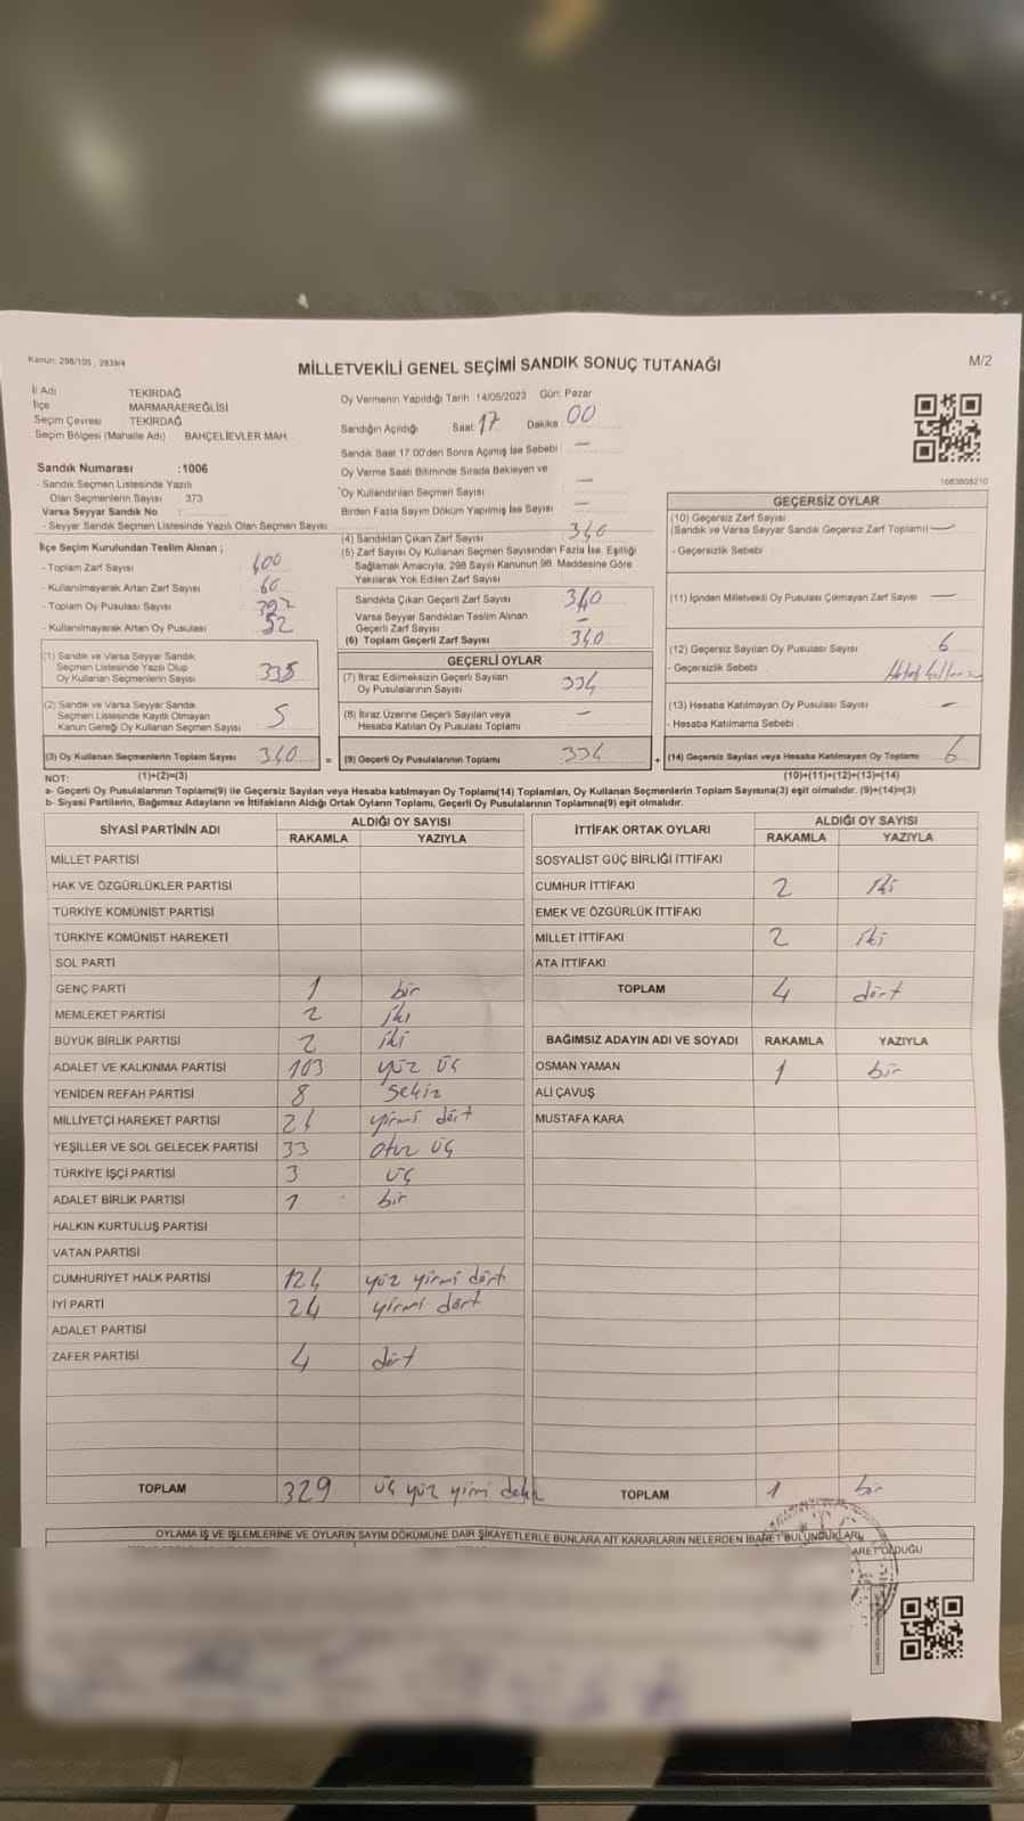 Kanun: 298/105 , 2839/4
MİLLETVEKİLİ GENEL SEÇİMİ SANDIK SONUÇ TUTANAĞI
M/2
İl Adı TEKİRDAĞ
İlçe MARMARAEREĞLİSİ
Seçim Çevresi TEKİRDAĞ
Seçim Bölgesi (Mahalle Adı) BAHÇELİEVLER MAH.
Oy Vermenin Yapıldığı Tarih :14/05/2023 Gün: Pazar
Sandığın Açıldığı Saat 17 Dakika 00
Sandık Saat 17.00'den Sonra Açılmış İse Sebebi —
Oy Verme Saati Bitiminde Sırada Bekleyen ve
Oy Kullandırılan Seçmen Sayısı —
Birden Fazla Sayım Döküm Yapılmış İse Sayısı —
Sandık Numarası :1006
- Sandık Seçmen Listesinde Yazılı
Olan Seçmenlerin Sayısı 373
Varsa Seyyar Sandık No :
- Seyyar Sandık Seçmen Listesinde Yazılı Olan Seçmen Sayısı
İlçe Seçim Kurulundan Teslim Alınan ;
- Toplam Zarf Sayısı 400
- Kullanılmayarak Artan Zarf Sayısı 60
- Toplam Oy Pusulası Sayısı 392
- Kullanılmayarak Artan Oy Pusulası 52
(1) Sandık ve Varsa Seyyar Sandık
Seçmen Listesinde Yazılı Olup
Oy Kullanan Seçmenlerin Sayısı 335
(2) Sandık ve Varsa Seyyar Sandık
Seçmen Listesinde Kayıtlı Olmayan
Kanun Gereği Oy Kullanan Seçmen Sayısı 5
(3) Oy Kullanan Seçmenlerin Toplam Sayısı 340
(4) Sandıktan Çıkan Zarf Sayısı 340
(5) Zarf Sayısı Oy Kullanan Seçmen Sayısından Fazla İse, Eşitliği
Sağlamak Amacıyla, 298 Sayılı Kanunun 98. Maddesine Göre
Yakılarak Yok Edilen Zarf Sayısı
Sandıkta Çıkan Geçerli Zarf Sayısı 340
Varsa Seyyar Sandıktan Teslim Alınan
Geçerli Zarf Sayısı —
(6) Toplam Geçerli Zarf Sayısı 340
GEÇERLİ OYLAR
(7) İtiraz Edilmeksizin Geçerli Sayılan
Oy Pusulalarının Sayısı 334
(8) İtiraz Üzerine Geçerli Sayılan veya
Hesaba Katılan Oy Pusulası Toplamı —
= (9) Geçerli Oy Pusulalarının Toplamı 334
1683808210
GEÇERSİZ OYLAR
(10) Geçersiz Zarf Sayısı
(Sandık ve Varsa Seyyar Sandık Geçersiz Zarf Toplamı) —
- Geçersizlik Sebebi
(11) İçinden Milletvekili Oy Pusulası Çıkmayan Zarf Sayısı —
(12) Geçersiz Sayılan Oy Pusulası Sayısı 6
- Geçersizlik Sebebi
(13) Hesaba Katılmayan Oy Pusulası Sayısı —
- Hesaba Katılmama Sebebi
+ (14) Geçersiz Sayılan veya Hesaba Katılmayan Oy Toplamı 6
NOT: (1)+(2)=(3)
(10)+(11)+(12)+(13)=(14)
a- Geçerli Oy Pusulalarının Toplamı(9) ile Geçersiz Sayılan veya Hesaba katılmayan Oy Toplamı(14) Toplamları, Oy Kullanan Seçmenlerin Toplam Sayısına(3) eşit olmalıdır. (9)+(14)=(3)
b- Siyasi Partilerin, Bağımsız Adayların ve İttifakların Aldığı Ortak Oyların Toplamı, Geçerli Oy Pusulalarının Toplamına(9) eşit olmalıdır.
SİYASİ PARTİNİN ADI ALDIĞI OY SAYISI
RAKAMLA YAZIYLA
MİLLET PARTİSİ
HAK VE ÖZGÜRLÜKLER PARTİSİ
TÜRKİYE KOMÜNİST PARTİSİ
TÜRKİYE KOMÜNİST HAREKETİ
SOL PARTİ
GENÇ PARTİ 1 bir
MEMLEKET PARTİSİ 2 iki
BÜYÜK BİRLİK PARTİSİ 2 iki
ADALET VE KALKINMA PARTİSİ 103 yüz üç
YENİDEN REFAH PARTİSİ 8 sekiz
MİLLİYETÇİ HAREKET PARTİSİ 24 yirmi dört
YEŞİLLER VE SOL GELECEK PARTİSİ 33 otuz üç
TÜRKİYE İŞÇİ PARTİSİ 3 üç
ADALET BİRLİK PARTİSİ 1 bir
HALKIN KURTULUŞ PARTİSİ
VATAN PARTİSİ
CUMHURİYET HALK PARTİSİ 124 yüz yirmi dört
İYİ PARTİ 24 yirmi dört
ADALET PARTİSİ
ZAFER PARTİSİ 4 dört
TOPLAM 329 üç yüz yirmi
İTTİFAK ORTAK OYLARI ALDIĞI OY SAYISI
RAKAMLA YAZIYLA
SOSYALİST GÜÇ BİRLİĞİ İTTİFAKI
CUMHUR İTTİFAKI 2 iki
EMEK VE ÖZGÜRLÜK İTTİFAKI
MİLLET İTTİFAKI 2 iki
ATA İTTİFAKI
TOPLAM 4 dört
BAĞIMSIZ ADAYIN ADI VE SOYADI RAKAMLA YAZIYLA
OSMAN YAMAN 1 bir
ALİ ÇAVUŞ
MUSTAFA KARA
TOPLAM 1 bir
OYLAMA İŞ VE İŞLEMLERİNE VE OYLARIN SAYIM DÖKÜMÜNE DAİR ŞİKAYETLERLE BUNLARA AİT KARARLARIN NELERDEN İBARET BULUNDUKLARI
ARET OLDUĞU